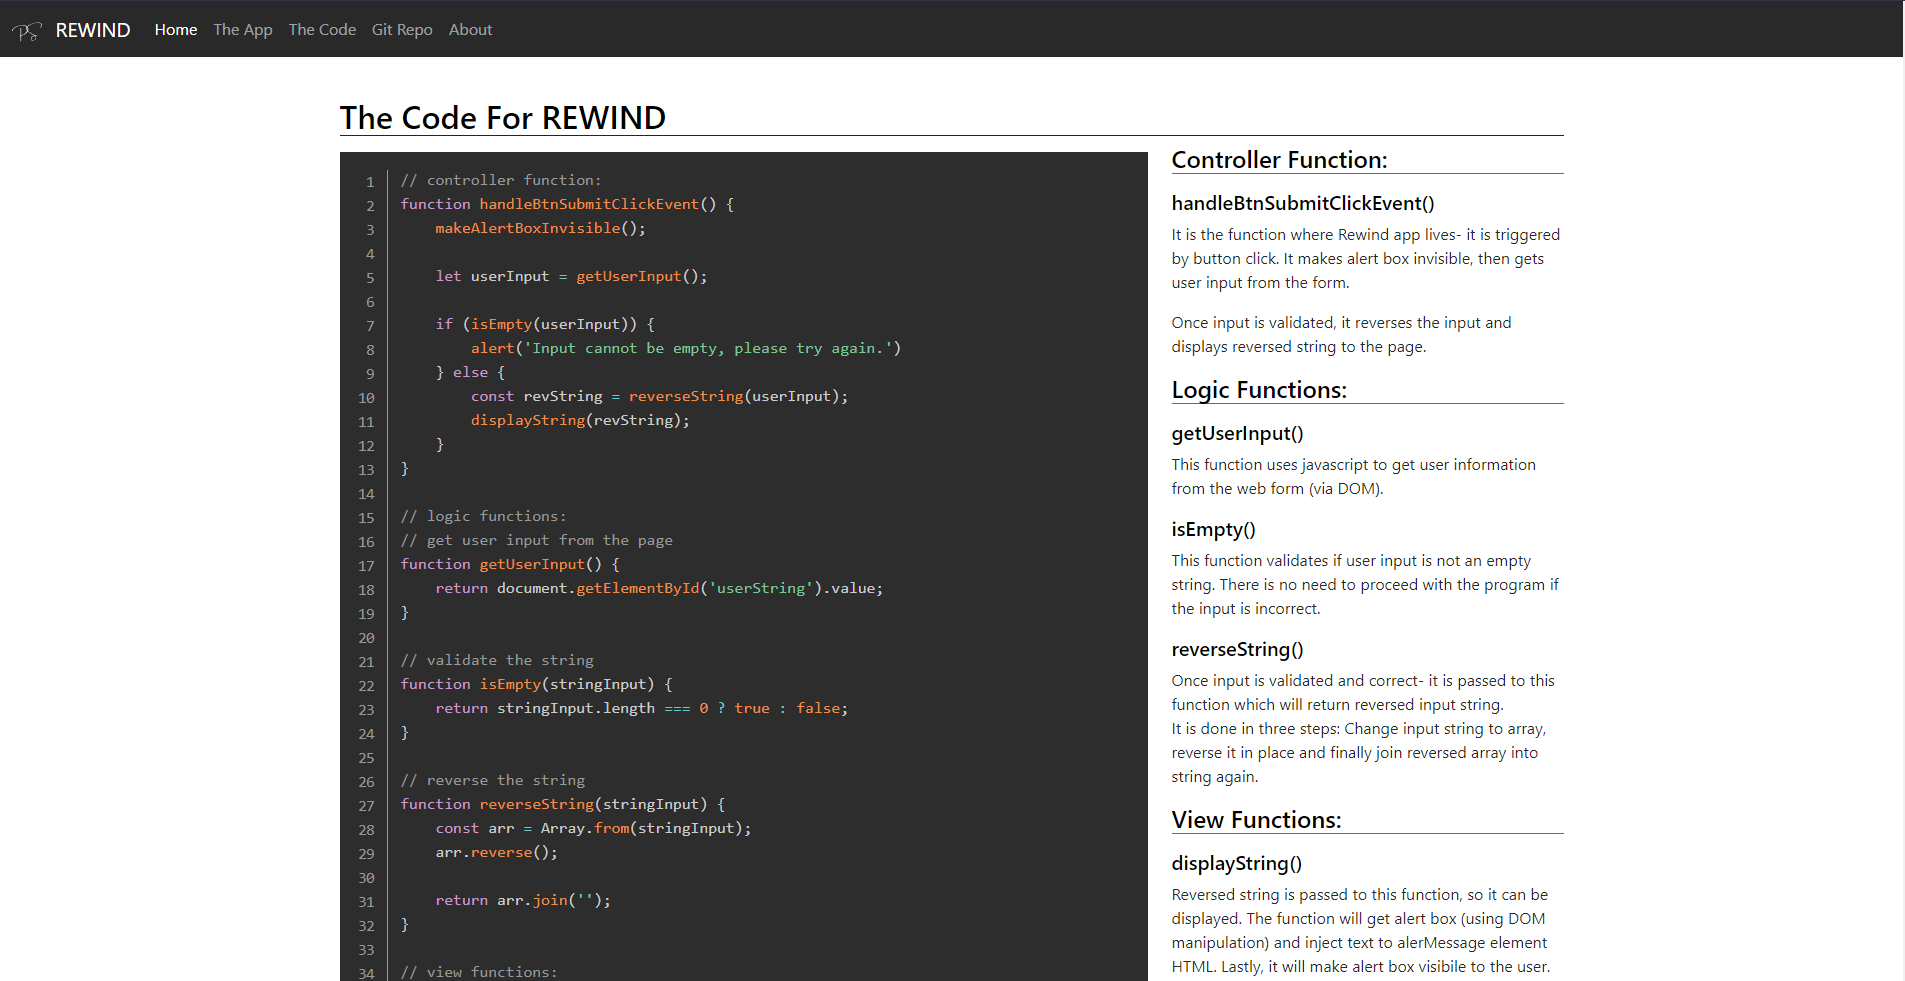 REWIND Home The App The Code Git Repo About
The Code For REWIND
1 // controller function:
2 function handleBtnSubmitClickEvent() {
3     makeAlertBoxInvisible();
4
5     let userInput = getUserInput();
6
7     if (isEmpty(userInput)) {
8         alert('Input cannot be empty, please try again.')
9     } else {
10         const revString = reverseString(userInput);
11         displayString(revString);
12     }
13 }
14
15 // logic functions:
16 // get user input from the page
17 function getUserInput() {
18     return document.getElementById('userString').value;
19 }
20
21 // validate the string
22 function isEmpty(stringInput) {
23     return stringInput.length === 0 ? true : false;
24 }
25
26 // reverse the string
27 function reverseString(stringInput) {
28     const arr = Array.from(stringInput);
29     arr.reverse();
30
31     return arr.join('');
32 }
33
34 // view functions:
Controller Function:
handleBtnSubmitClickEvent()
It is the function where Rewind app lives- it is triggered
by button click. It makes alert box invisible, then gets
user input from the form.
Once input is validated, it reverses the input and
displays reversed string to the page.
Logic Functions:
getUserInput()
This function uses javascript to get user information
from the web form (via DOM).
isEmpty()
This function validates if user input is not an empty
string. There is no need to proceed with the program if
the input is incorrect.
reverseString()
Once input is validated and correct- it is passed to this
function which will return reversed input string.
It is done in three steps: Change input string to array,
reverse it in place and finally join reversed array into
string again.
View Functions:
displayString()
Reversed string is passed to this function, so it can be
displayed. The function will get alert box (using DOM
manipulation) and inject text to alerMessage element
HTML. Lastly, it will make alert box visibile to the user.